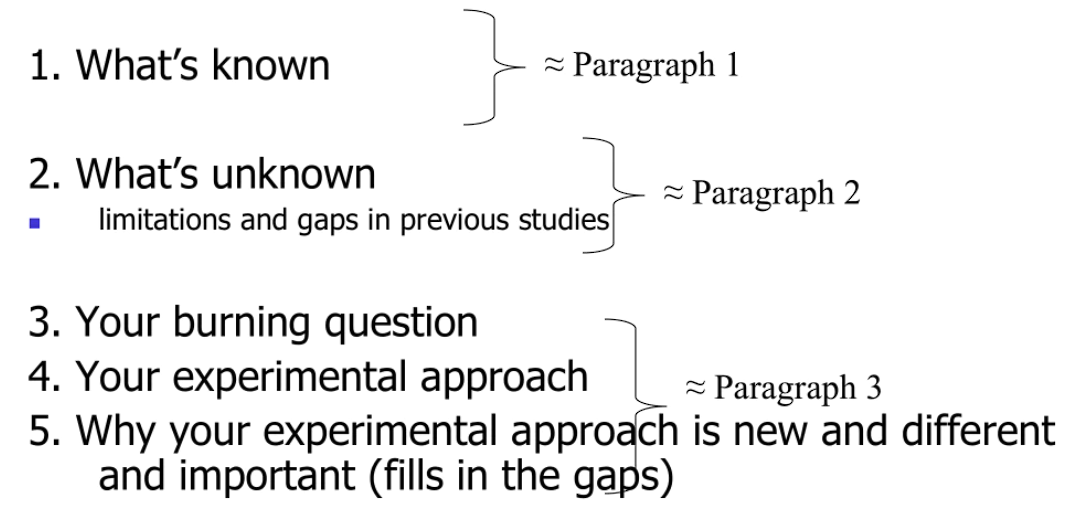 1. What’s known
≈ Paragraph 1
2. What’s unknown
limitations and gaps in previous studies
≈ Paragraph 2
3. Your burning question
4. Your experimental approach
≈ Paragraph 3
5. Why your experimental approach is new and different
and important (fills in the gaps)